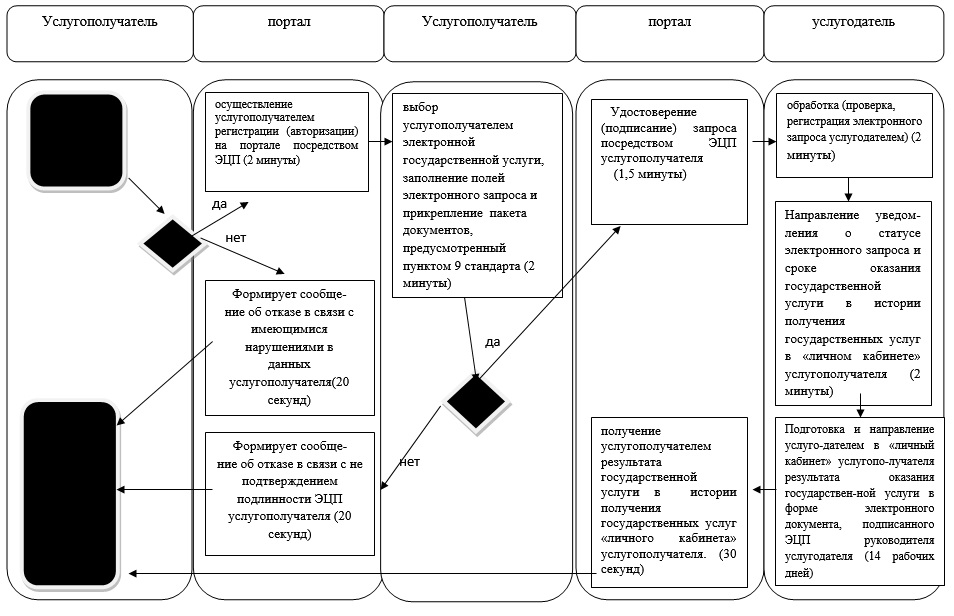 Услугополучатель
портал
Услугополучатель
портал
услугодатель
осуществление
услугополучателем
регистрации (авторизации)
на портале посредством
ЭЦП (2 минуты)
да
нет
Формирует сообще-
ние об отказе в связи с
имеющимися
нарушениями в
данных
услугополучателя(20
секунд)
Формирует сообще-
ние об отказе в связи с не
подтверждением
подлинности ЭЦП
услугополучателя (20
секунд)
выбор
услугополучателем
электронной
государственной услуги,
заполнение полей
электронного запроса и
прикрепление пакета
документов,
предусмотренный
пунктом 9 стандарта (2
минуты)
да
нет
Удостоверение
(подписание) запроса
посредством ЭЦП
услугополучателя
(1,5 минуты)
получение
услугополучателем
результата
государственной
услуги в истории
получения
государственных услуг
«личного кабинета»
услугополучателя. (30
секунд)
обработка (проверка,
регистрация электронного
запроса услугодателем) (2
минуты)
Направление уведом-
ления о статусе
электронного запроса и
сроке оказания
государственной
услуги в истории
получения
государственных услуг
в «личном кабинете»
услугополучателя (2
минуты)
Подготовка и направление
услуго-дателем в «личный
кабинет» услугопо-лучателя
результата оказания
государствен-ной услуги в
форме электронного
документа, подписанного
ЭЦП руководителя
услугодателя (14 рабочих
дней)